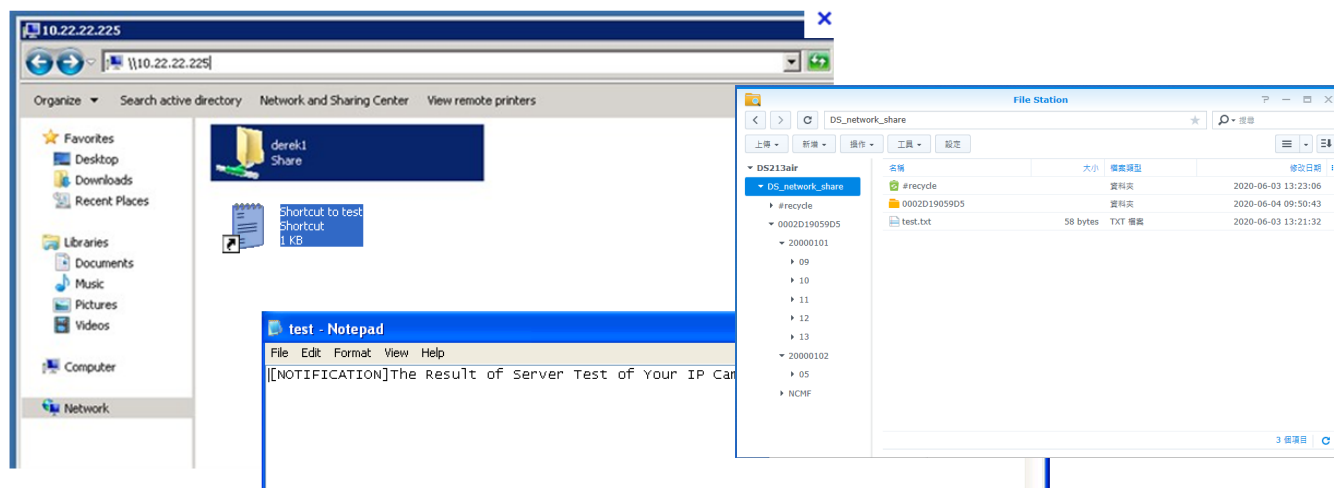 10.22.22.225
\\10.22.22.225
Organize Search active directory Network and Sharing Center View remote printers
Favorites
Desktop
Downloads
Recent Places
Libraries
Documents
Music
Pictures
Videos
Computer
Network
derek1
Share
Shortcut to test
Shortcut
1 KB
test - Notepad
File Edit Format View Help
[NOTIFICATION]The Result of Server Test of Your IP Cam
File Station
DS_network_share
搜尋
上傳 新增 操作 工具 設定
DS213air
DS_network_share
#recycle
0002D19059D5
20000101
09
10
11
12
13
20000102
05
NCMF
名稱 大小 檔案類型 修改日期
#recycle 資料夾 2020-06-03 13:23:06
0002D19059D5 資料夾 2020-06-04 09:50:43
test.txt 58 bytes TXT 檔案 2020-06-03 13:21:32
3 個項目